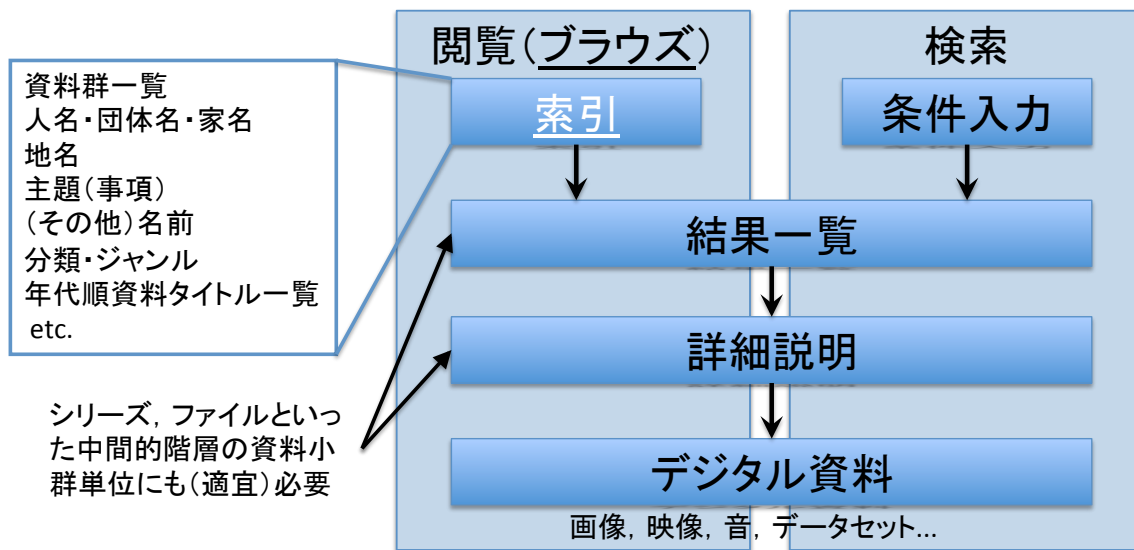 閲覧(ブラウズ)
検索
資料群一覧
人名・団体名・家名
地名
主題(事項)
(その他)名前
分類・ジャンル
年代順資料タイトル一覧
etc.
索引
条件入力
結果一覧
詳細説明
シリーズ, ファイルといっ
た中間的階層の資料小
群単位にも(適宜)必要
デジタル資料
画像, 映像, 音, データセット...